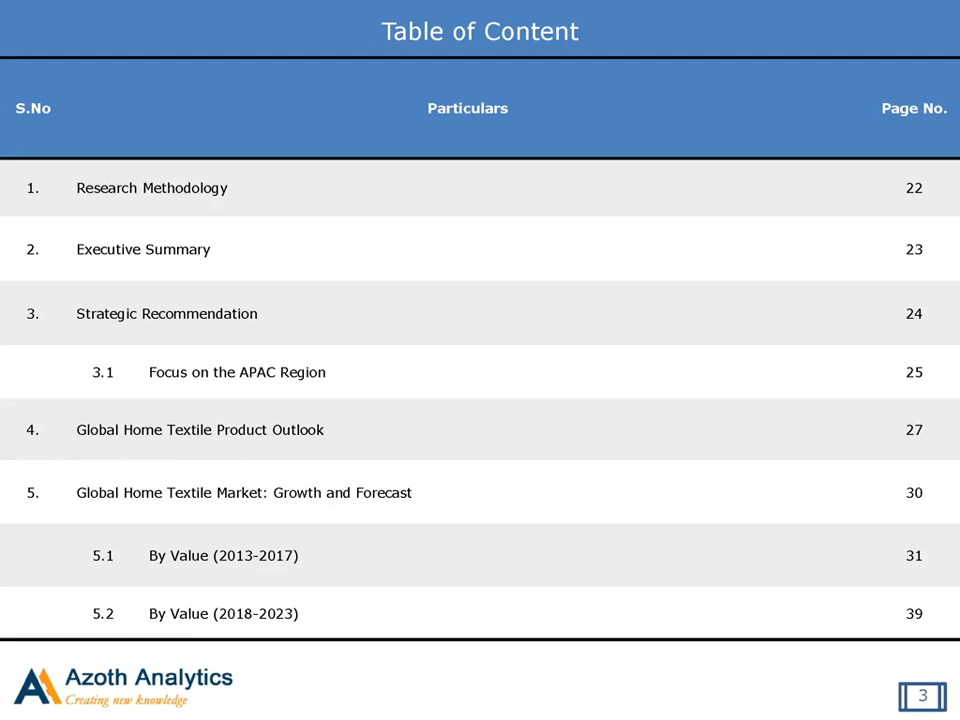 Table of Content
S.No Particulars Page No.
1. Research Methodology 22
2. Executive Summary 23
3. Strategic Recommendation 24
3.1 Focus on the APAC Region 25
4. Global Home Textile Product Outlook 27
5. Global Home Textile Market: Growth and Forecast 30
5.1 By Value (2013-2017) 31
5.2 By Value (2018-2023) 39
Azoth Analytics
Creating new knowledge
3